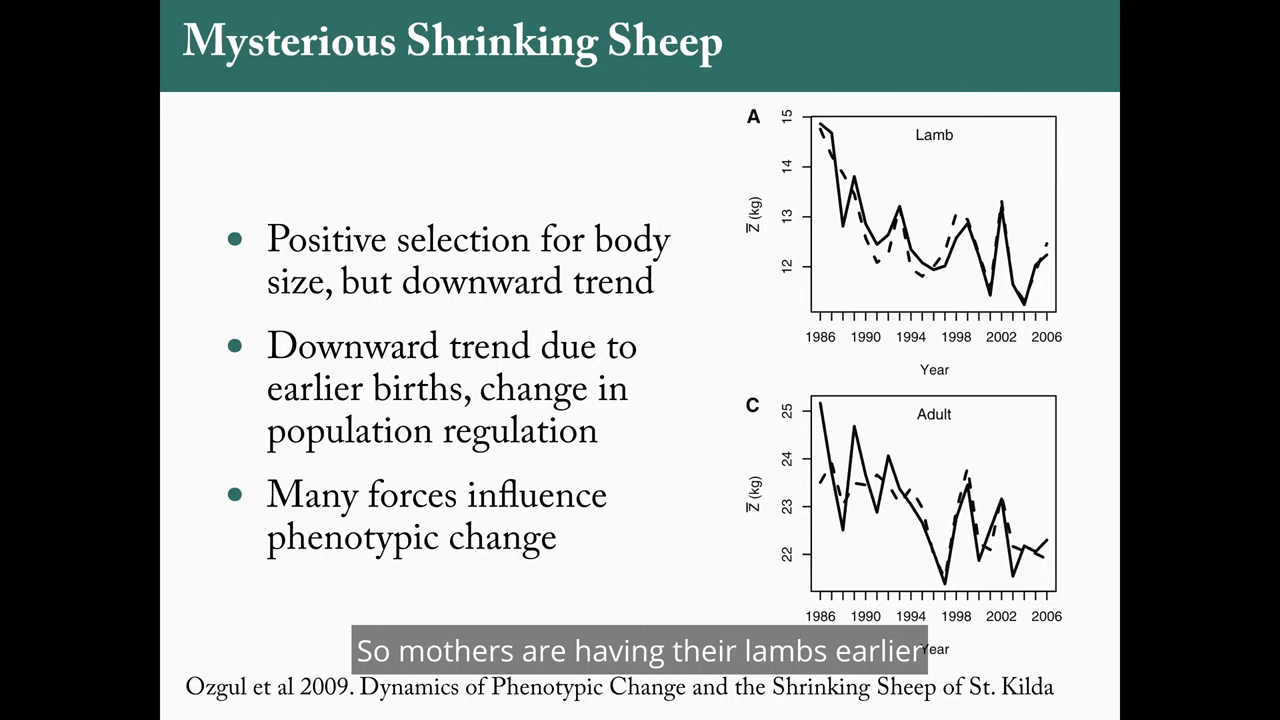 Mysterious Shrinking Sheep
• Positive selection for body
size, but downward trend
• Downward trend due to
earlier births, change in
population regulation
• Many forces influence
phenotypic change
A
Lamb
15
14
13
12
Z̅ (kg)
1986 1990 1994 1998 2002 2006
Year
C
Adult
25
24
23
22
Z̅ (kg)
1986 1990 1994 1998 2002 2006
Year
So mothers are having their lambs earlier
Ozgul et al 2009. Dynamics of Phenotypic Change and the Shrinking Sheep of St. Kilda